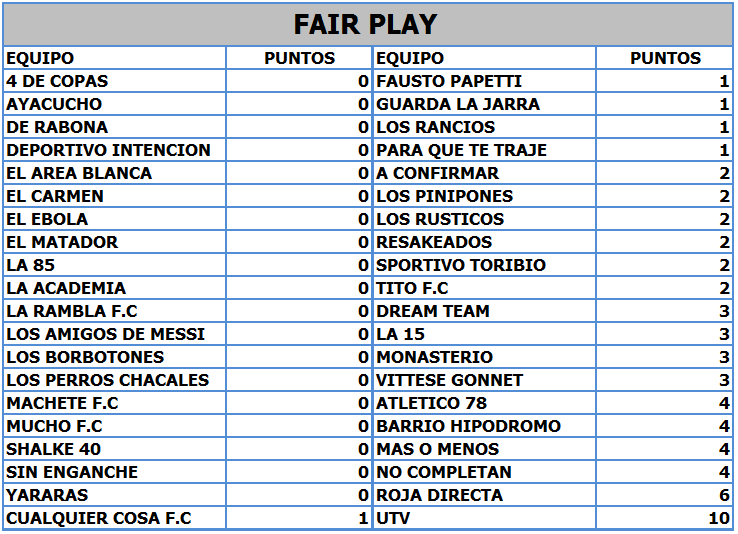 FAIR PLAY
EQUIPO PUNTOS EQUIPO PUNTOS
4 DE COPAS 0 FAUSTO PAPETTI 1
AYACUCHO 0 GUARDA LA JARRA 1
DE RABONA 0 LOS RANCIOS 1
DEPORTIVO INTENCION 0 PARA QUE TE TRAJE 1
EL AREA BLANCA 0 A CONFIRMAR 2
EL CARMEN 0 LOS PINIPONES 2
EL EBOLA 0 LOS RUSTICOS 2
EL MATADOR 0 RESAKEADOS 2
LA 85 0 SPORTIVO TORIBIO 2
LA ACADEMIA 0 TITO F.C 2
LA RAMBLA F.C 0 DREAM TEAM 3
LOS AMIGOS DE MESSI 0 LA 15 3
LOS BORBOTONES 0 MONASTERIO 3
LOS PERROS CHACALES 0 VITTESE GONNET 3
MACHETE F.C 0 ATLETICO 78 4
MUCHO F.C 0 BARRIO HIPODROMO 4
SHALKE 40 0 MAS O MENOS 4
SIN ENGANCHE 0 NO COMPLETAN 4
YARARAS 0 ROJA DIRECTA 6
CUALQUIER COSA F.C 1 UTV 10